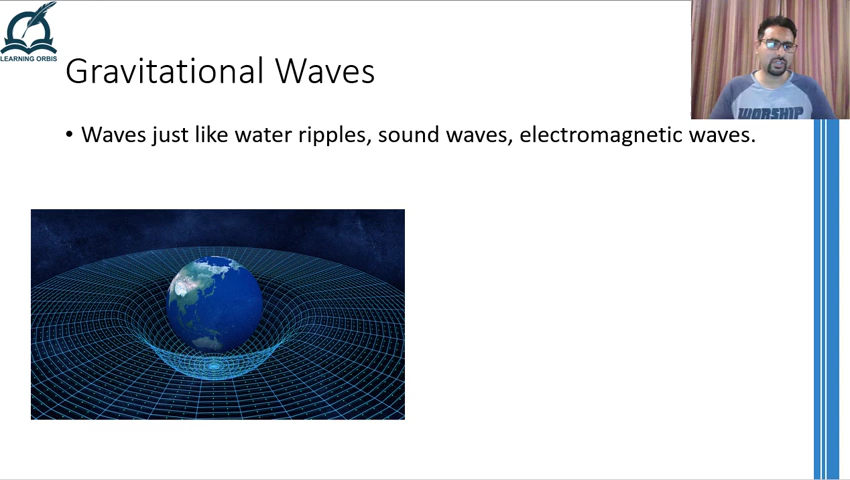 LEARNING ORBIS
Gravitational Waves
• Waves just like water ripples, sound waves, electromagnetic waves.
WORSHIP